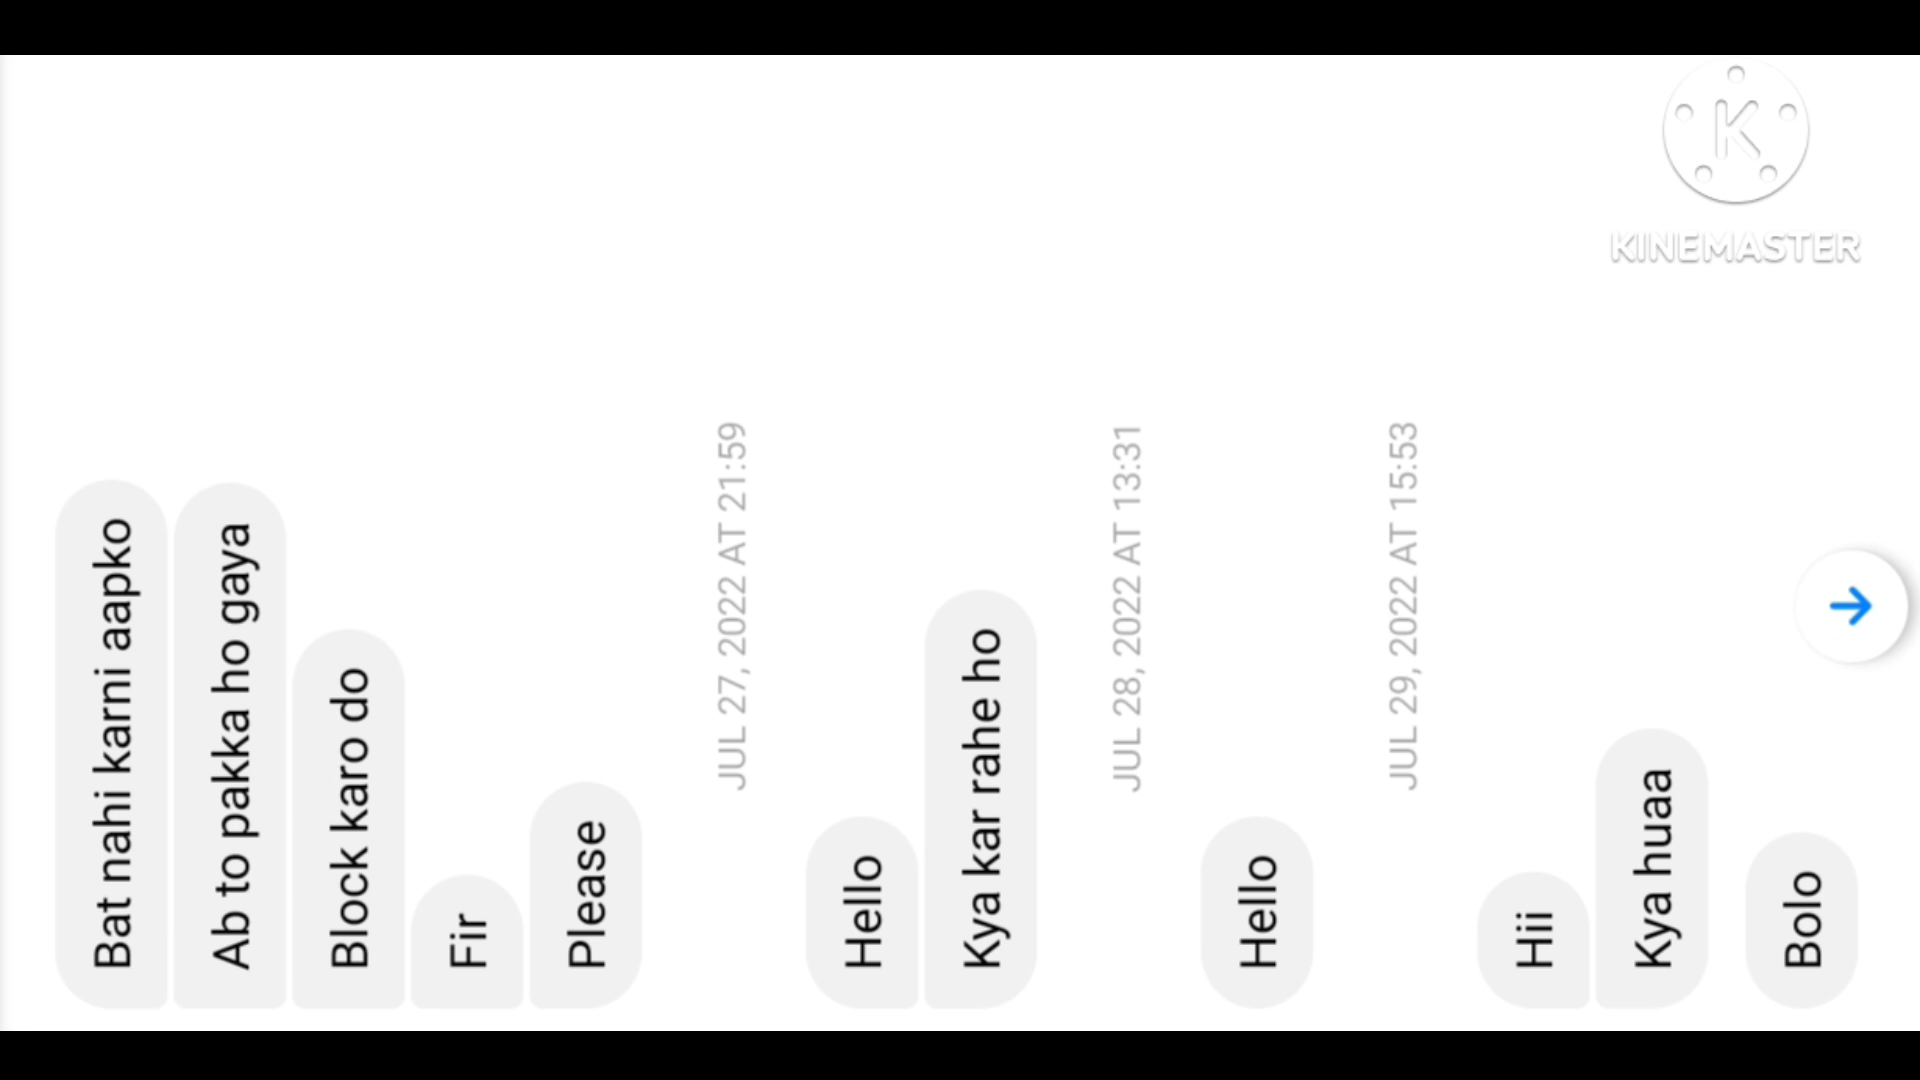 Bat nahi karni aapko
Ab to pakka ho gaya
Block karo do
Fir
Please
JUL 27, 2022 AT 21:59
Hello
Kya kar rahe ho
JUL 28, 2022 AT 13:31
Hello
JUL 29, 2022 AT 15:53
Hii
Kya huaa
Bolo
K
KINEMASTER